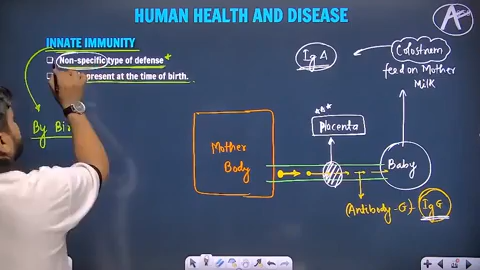 HUMAN HEALTH AND DISEASE
A
INNATE IMMUNITY
Non-specific type of defense
present at the time of birth.
By Bir
IgA
Colostrum
feed on Mother
Milk
***
Placenta
Mother
Body
Baby
(Antibody-G)-IgG